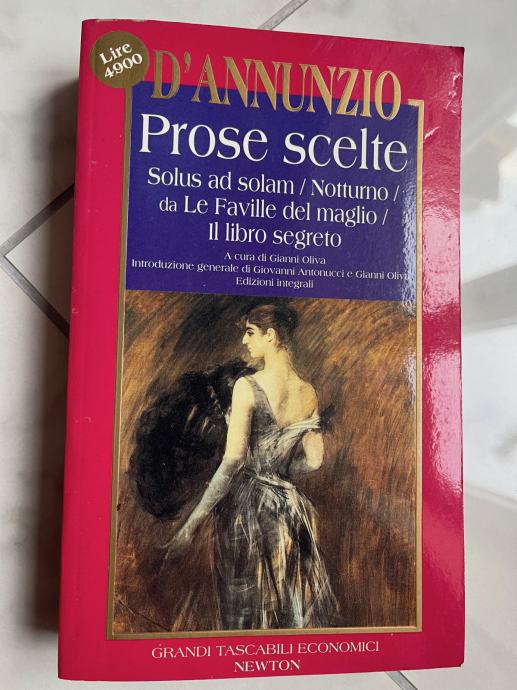 Lire
4900
D'ANNUNZIO
Prose scelte
Solus ad solam / Notturno /
da Le Faville del maglio /
Il libro segreto
A cura di Gianni Oliva
Introduzione generale di Giovanni Antonucci e Gianni Oliva
Edizioni integrali
GRANDI TASCABILI ECONOMICI
NEWTON